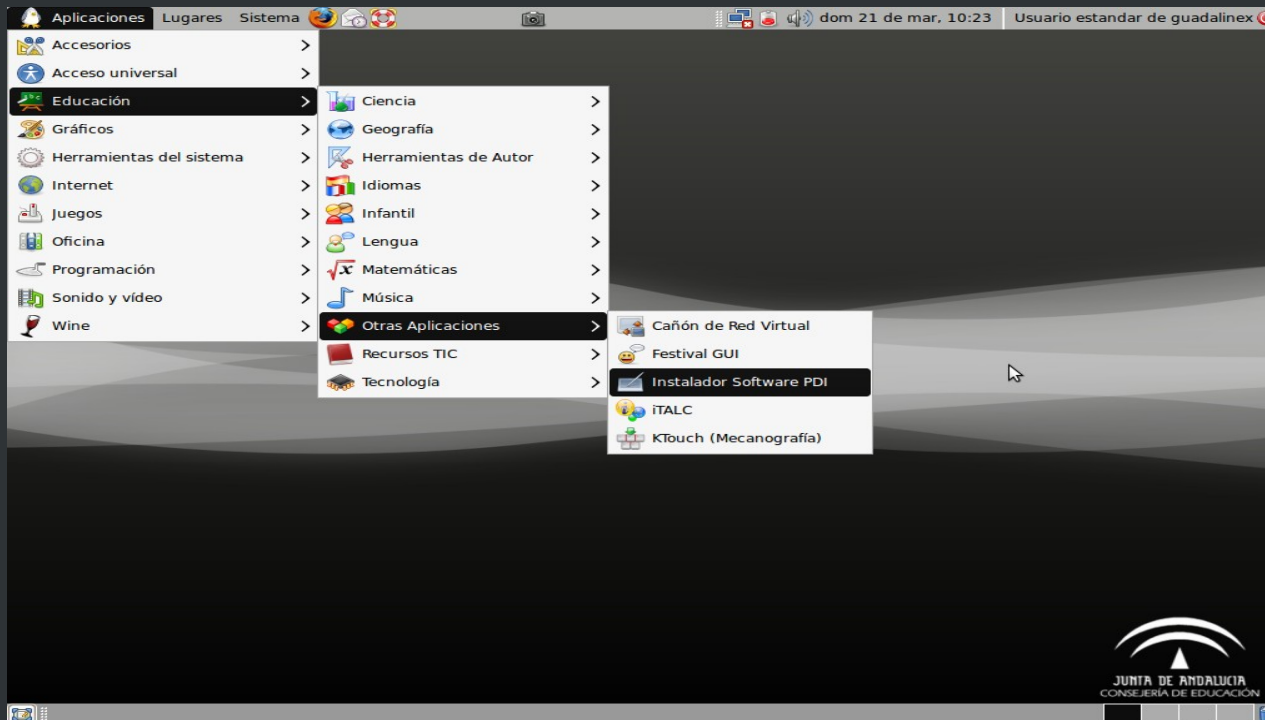 Aplicaciones Lugares Sistema dom 21 de mar, 10:23 Usuario estandar de guadalinex
Accesorios
Acceso universal
Educación
Gráficos
Herramientas del sistema
Internet
Juegos
Oficina
Programación
Sonido y vídeo
Wine
Ciencia
Geografía
Herramientas de Autor
Idiomas
Infantil
Lengua
Matemáticas
Música
Otras Aplicaciones
Recursos TIC
Tecnología
Cañón de Red Virtual
Festival GUI
Instalador Software PDI
iTALC
KTouch (Mecanografía)
JUNTA DE ANDALUCIA
CONSEJERÍA DE EDUCACIÓN